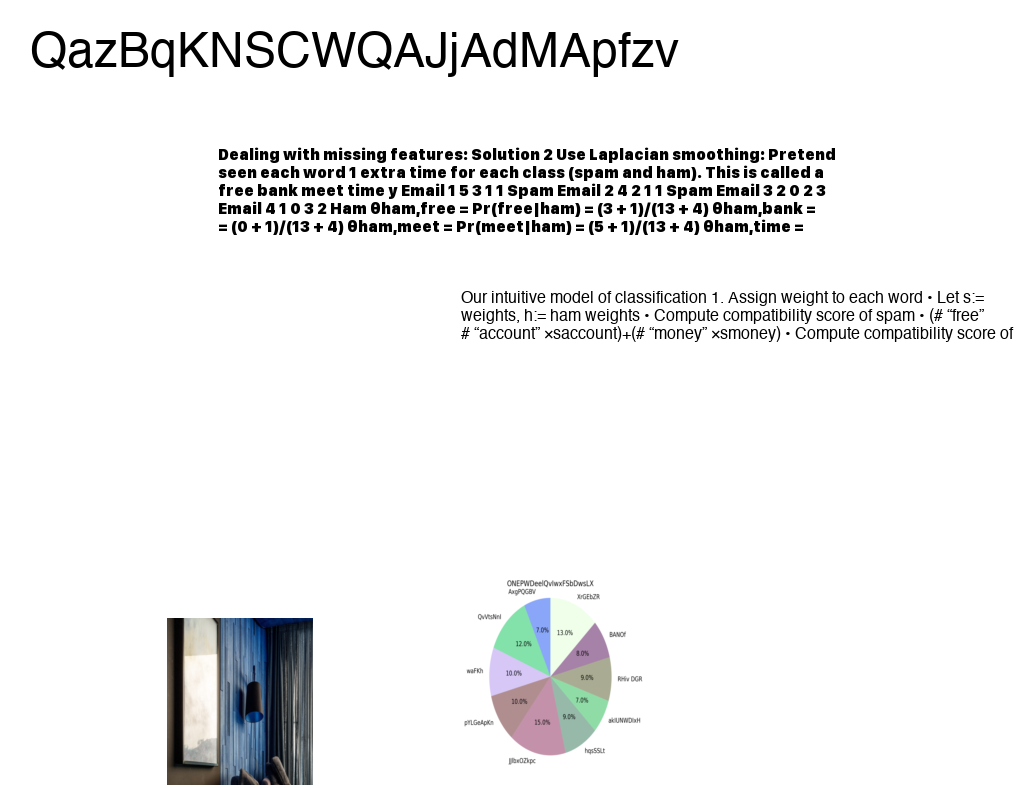 QazBqKNSCWQAJjAdMApfzv
Dealing with missing features: Solution 2 Use Laplacian smoothing: Pretend
seen each word 1 extra time for each class (spam and ham). This is called a
free bank meet time y Email 1 5 3 1 1 Spam Email 2 4 2 1 1 Spam Email 3 2 0 2 3
Email 4 1 0 3 2 Ham θham,free = Pr(free|ham) = (3 + 1)/(13 + 4) θham,bank =
= (0 + 1)/(13 + 4) θham,meet = Pr(meet|ham) = (5 + 1)/(13 + 4) θham,time =
Our intuitive model of classification 1. Assign weight to each word • Let s:=
weights, h:= ham weights • Compute compatibility score of spam • (# “free”
# “account” ×saccount)+(# “money” ×smoney) • Compute compatibility score of
AxgPQGBV
XrGEbZR
QvVtsNnI
BANOf
7.0%
13.0%
12.0%
8.0%
waFKh
10.0%
9.0%
RHiv DGR
10.0%
7.0%
pYLGeApKn
15.0%
9.0%
hqsSSLt